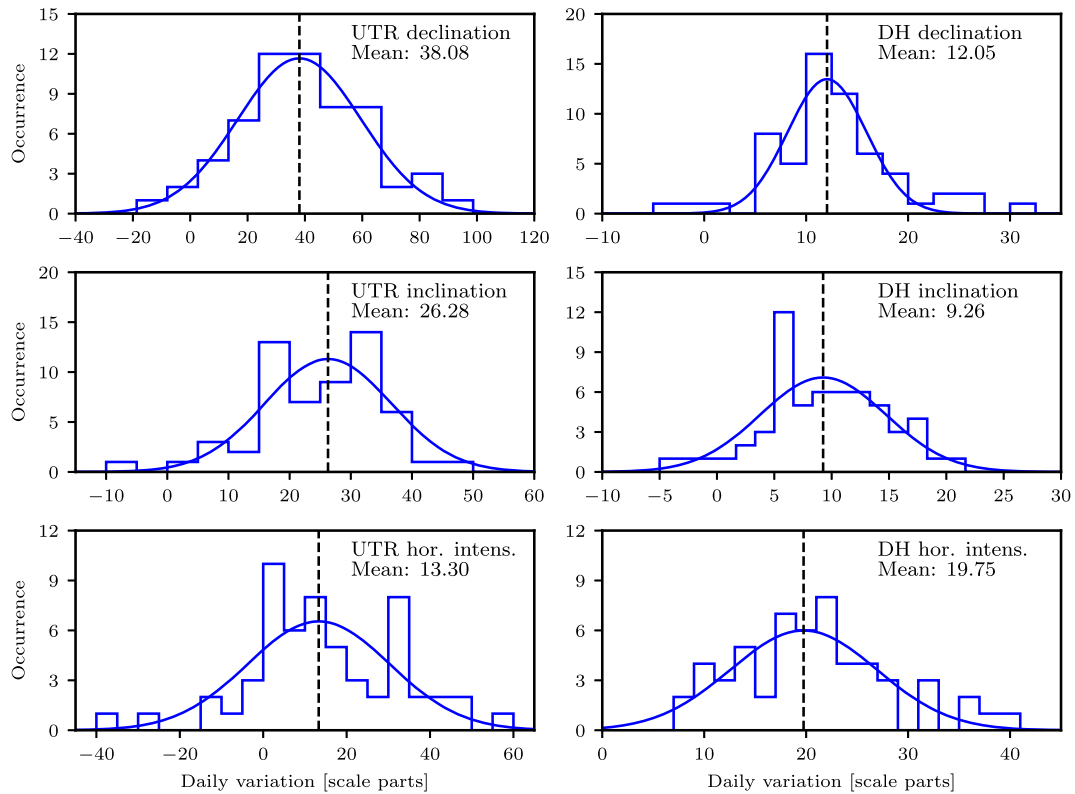 15
12
9
6
3
0
Occurrence
UTR declination
Mean: 38.08
−40 −20 0 20 40 60 80 100 120
20
15
10
5
0
DH declination
Mean: 12.05
−10 0 10 20 30
20
15
10
5
0
Occurrence
UTR inclination
Mean: 26.28
−10 0 10 20 30 40 50 60
15
12
9
6
3
0
DH inclination
Mean: 9.26
−10 −5 0 5 10 15 20 25 30
12
9
6
3
0
Occurrence
UTR hor. intens.
Mean: 13.30
−40 −20 0 20 40 60
Daily variation [scale parts]
12
9
6
3
0
DH hor. intens.
Mean: 19.75
0 10 20 30 40
Daily variation [scale parts]